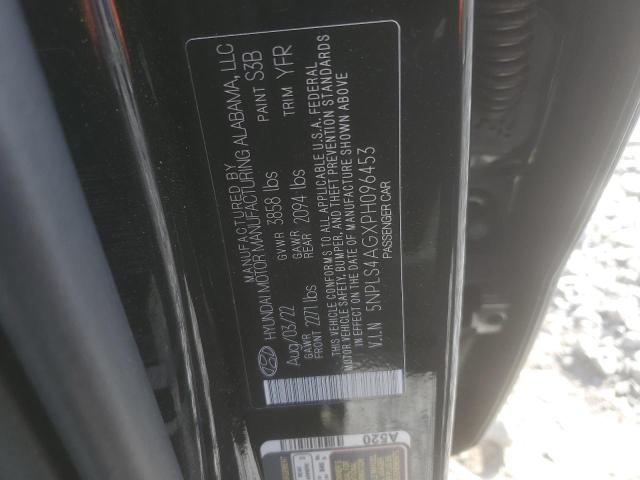 MANUFACTURED BY
HYUNDAI MOTOR MANUFACTURING ALABAMA, LLC
Aug/03/22 GVWR 3858 lbs PAINT S3B
GAWR FRONT 2271 lbs GAWR REAR 2094 lbs TRIM YFR
THIS VEHICLE CONFORMS TO ALL APPLICABLE U.S.A. FEDERAL
MOTOR VEHICLE SAFETY, BUMPER, AND THEFT PREVENTION STANDARDS
IN EFFECT ON THE DATE OF MANUFACTURE SHOWN ABOVE
V.I.N 5NPLS4AGXPH096453
PASSENGER CAR
A520